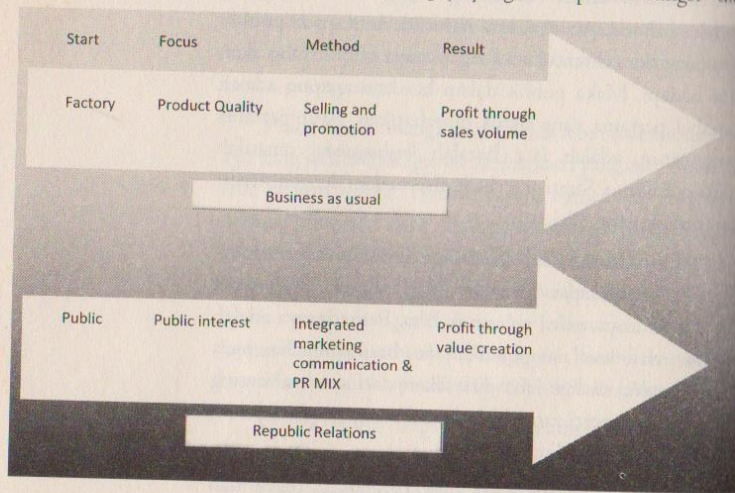 Start Focus Method Result
Factory Product Quality Selling and Profit through
promotion sales volume
Business as usual
Public Public interest Integrated Profit through
marketing value creation
communication &
PR MIX
Republic Relations